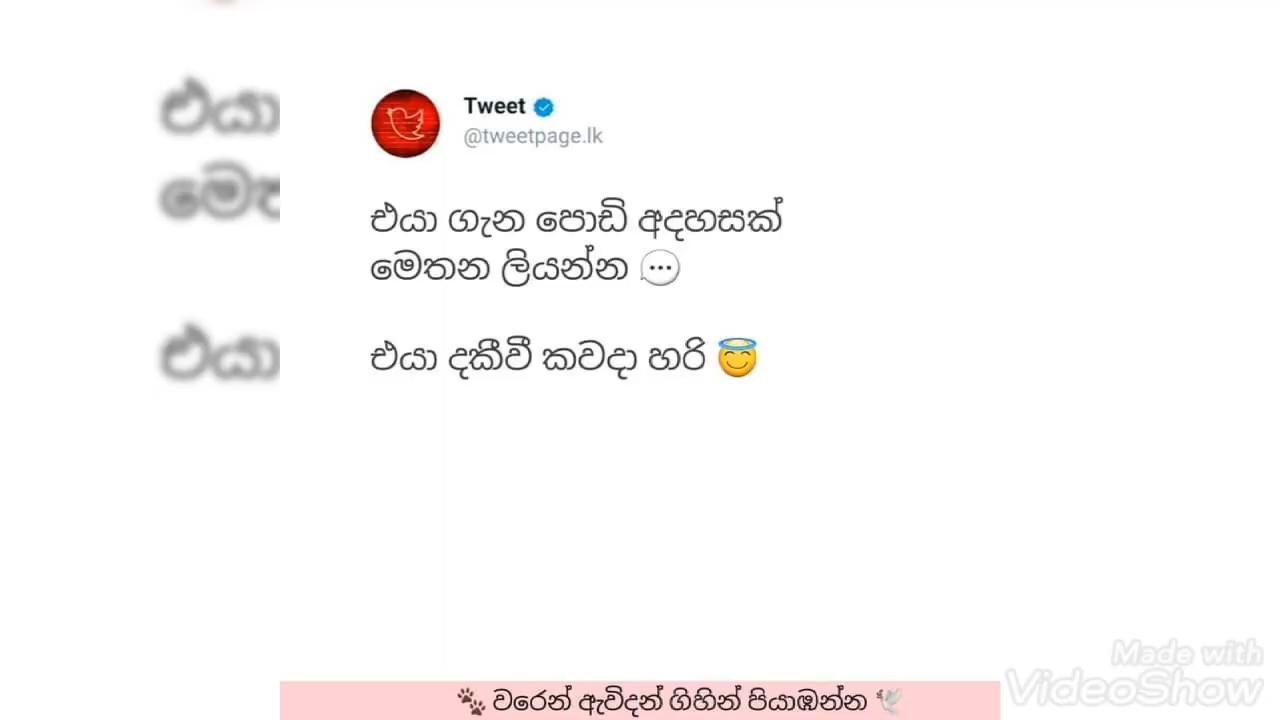 Tweet
@tweetpage.lk
එයා ගැන පොඩි අදහසක්
මෙතන ලියන්න 💬
එයා දකීවී කවදා හරි 😇
🐾 වරෙන් ඇවිදන් ගිහින් පියාඹන්න 🕊️
Made with
VideoShow